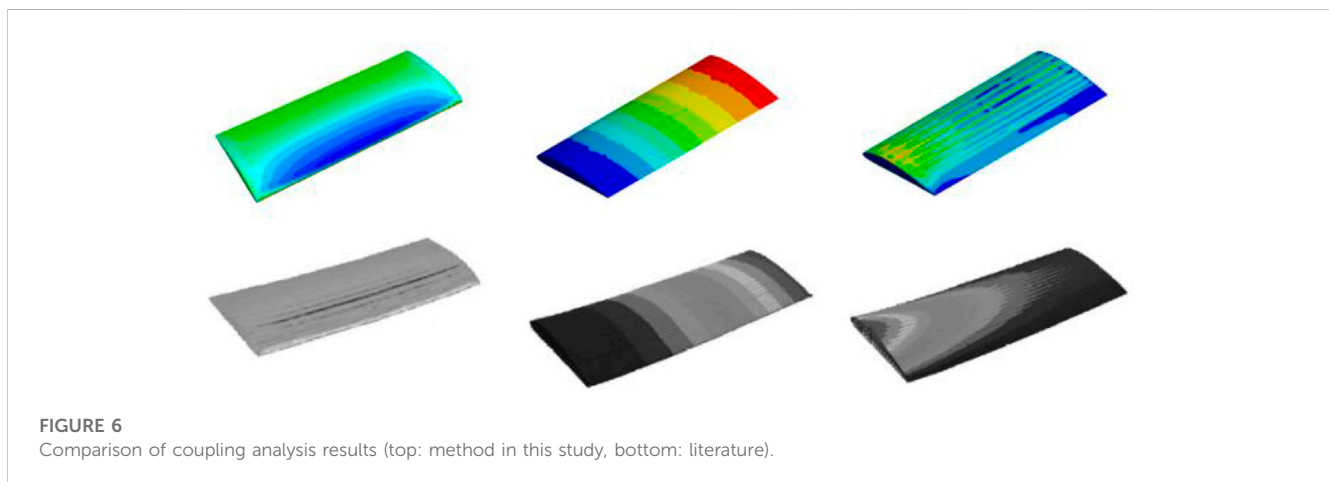 FIGURE 6
Comparison of coupling analysis results (top: method in this study, bottom: literature).